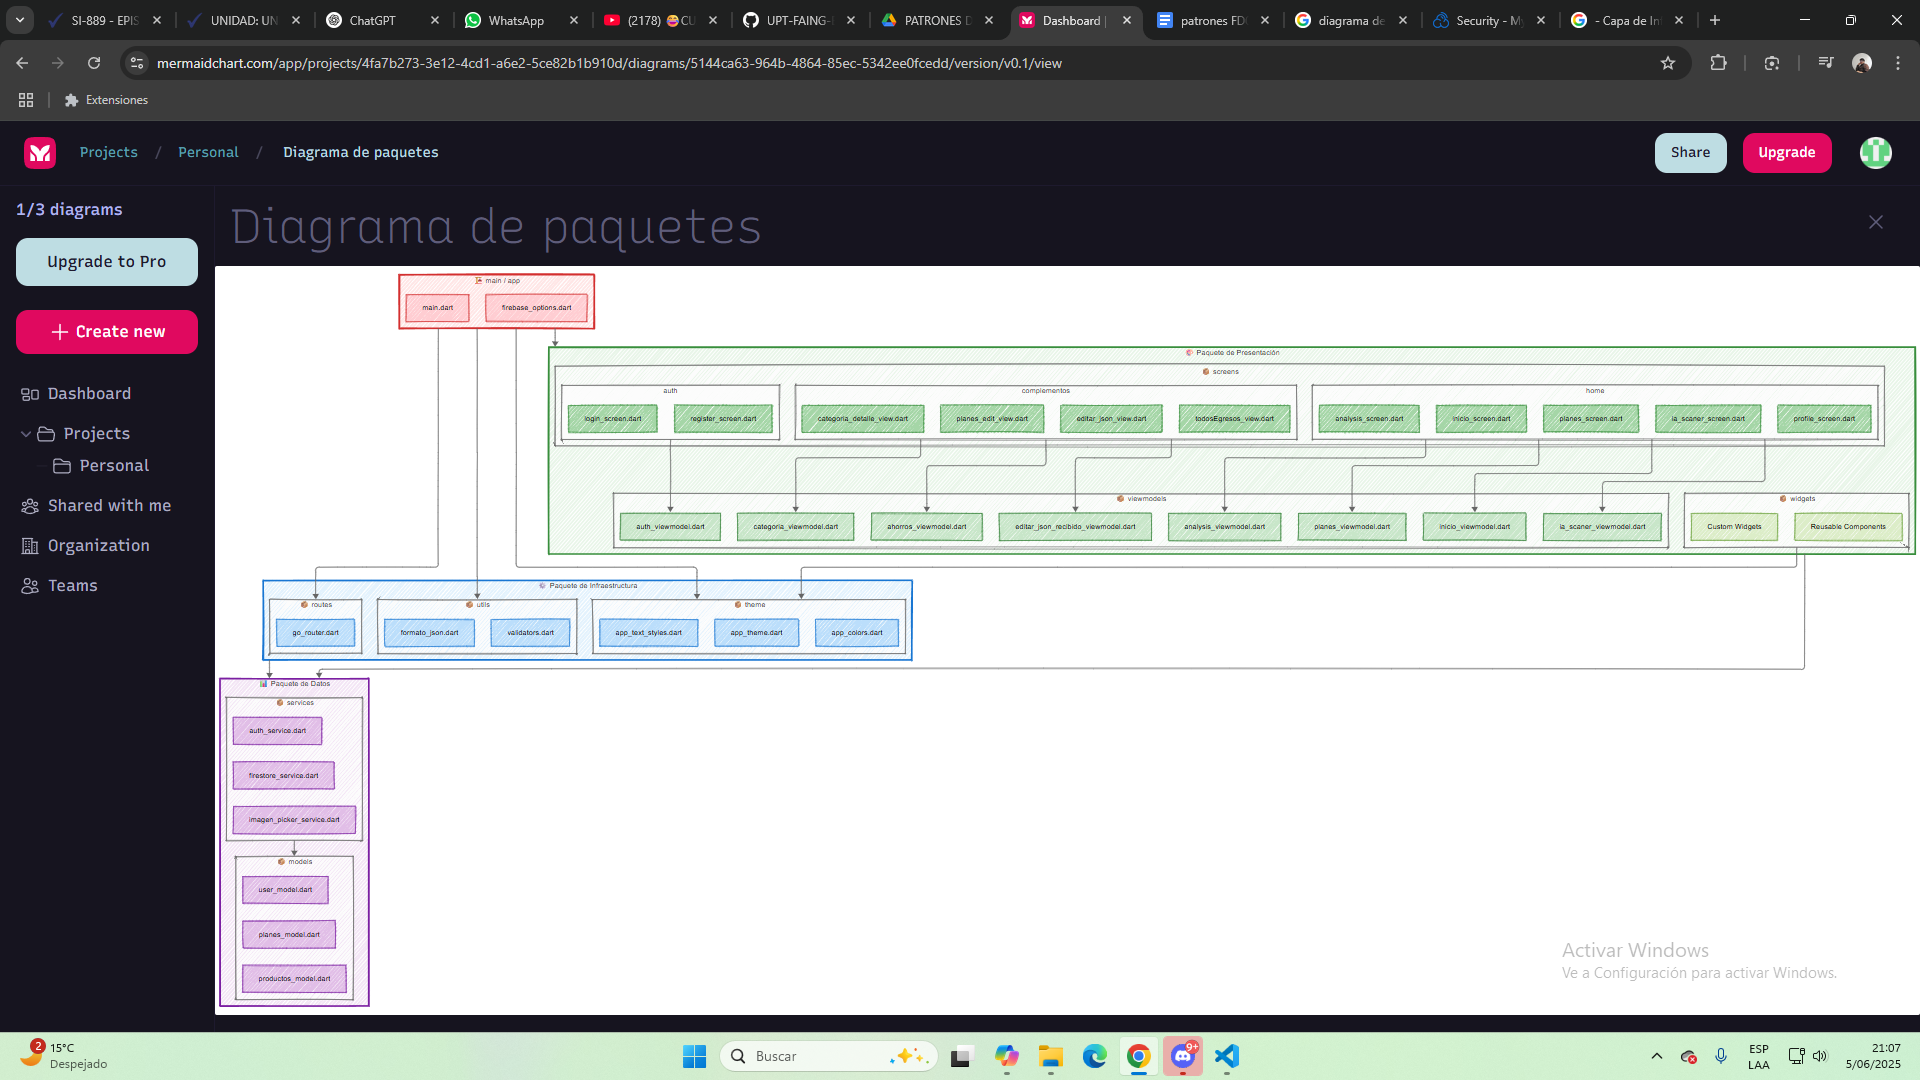 SI-889 - EPIS
UNIDAD: UN
ChatGPT
WhatsApp
(2178) 😂CU
UPT-FAING-
PATRONES D
Dashboard |
patrones FD
diagrama de
Security - M
- Capa de In
mermaidchart.com/app/projects/4fa7b273-3e12-4cd1-a6e2-5ce82b1b910d/diagrams/5144ca63-964b-4864-85ec-5342ee0fcedd/version/v0.1/view
Extensiones
Projects / Personal / Diagrama de paquetes
Share
Upgrade
1/3 diagrams
Upgrade to Pro
+ Create new
Dashboard
Projects
Personal
Shared with me
Organization
Teams
Diagrama de paquetes
main / app
main.dart
firebase_options.dart
Paquete de Presentación
screens
auth
login_screen.dart
register_screen.dart
complementos
categoria_detalle_view.dart
planes_edit_view.dart
editar_json_view.dart
todosEgresos_view.dart
home
analysis_screen.dart
inicio_screen.dart
planes_screen.dart
ia_scaner_screen.dart
profile_screen.dart
viewmodels
auth_viewmodel.dart
categoria_viewmodel.dart
ahorros_viewmodel.dart
editar_json_recibido_viewmodel.dart
analysis_viewmodel.dart
planes_viewmodel.dart
inicio_viewmodel.dart
ia_scaner_viewmodel.dart
widgets
Custom Widgets
Reusable Components
Paquete de Infraestructura
routes
go_router.dart
utils
formato_json.dart
validators.dart
theme
app_text_styles.dart
app_theme.dart
app_colors.dart
Paquete de Datos
services
auth_service.dart
firestore_service.dart
imagen_picker_service.dart
models
user_model.dart
planes_model.dart
productos_model.dart
Activar Windows
Ve a Configuración para activar Windows.
2
15°C
Despejado
Buscar
9+
ESP
LAA
21:07
5/06/2025